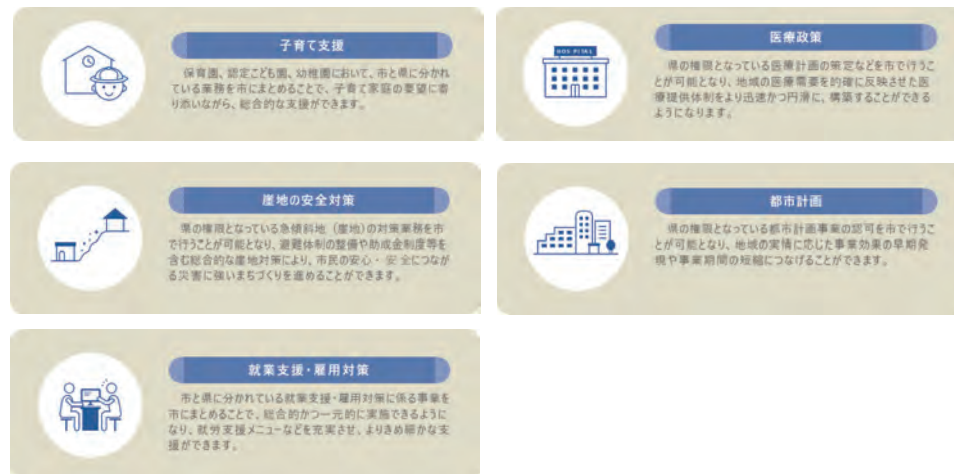 子育て支援
保育園、認定こども園、幼稚園において、市と県に分かれ
ている業務を市にまとめることで、子育て家庭の要望に寄
り添いながら、総合的な支援ができます。
HOSPITAL
医療政策
県の権限となっている医療計画の策定などを市で行うこ
とが可能となり、地域の医療需要を的確に反映させた医
療提供体制をより迅速かつ円滑に、構築することができる
ようになります。
崖地の安全対策
県の権限となっている急傾斜地（崖地）の対策業務を市
で行うことが可能となり、避難体制の整備や助成金制度等を
含む総合的な崖地対策により、市民の安心・安全につなが
る災害に強いまちづくりを進めることができます。
都市計画
県の権限となっている都市計画事業の認可を市で行うこ
とが可能となり、地域の実情に応じた事業効果の早期発
現や事業期間の短縮につなげることができます。
就業支援・雇用対策
市と県に分かれている就業支援・雇用対策に係る事業を
市にまとめることで、総合的かつ一元的に実施できるように
なり、就労支援メニューなどを充実させ、よりきめ細かな支
援ができます。